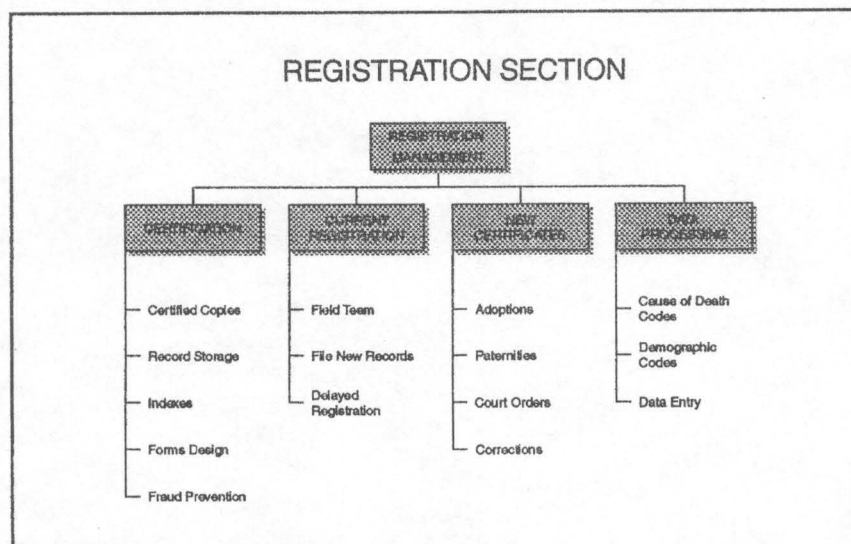 REGISTRATION SECTION
REGISTRATION
MANAGEMENT
CERTIFICATION
CURRENT
REGISTRATION
NEW
CERTIFICATES
DATA
PROCESSING
Certified Copies
Record Storage
Indexes
Forms Design
Fraud Prevention
Field Team
File New Records
Delayed
Registration
Adoptions
Paternities
Court Orders
Corrections
Cause of Death
Codes
Demographic
Codes
Data Entry